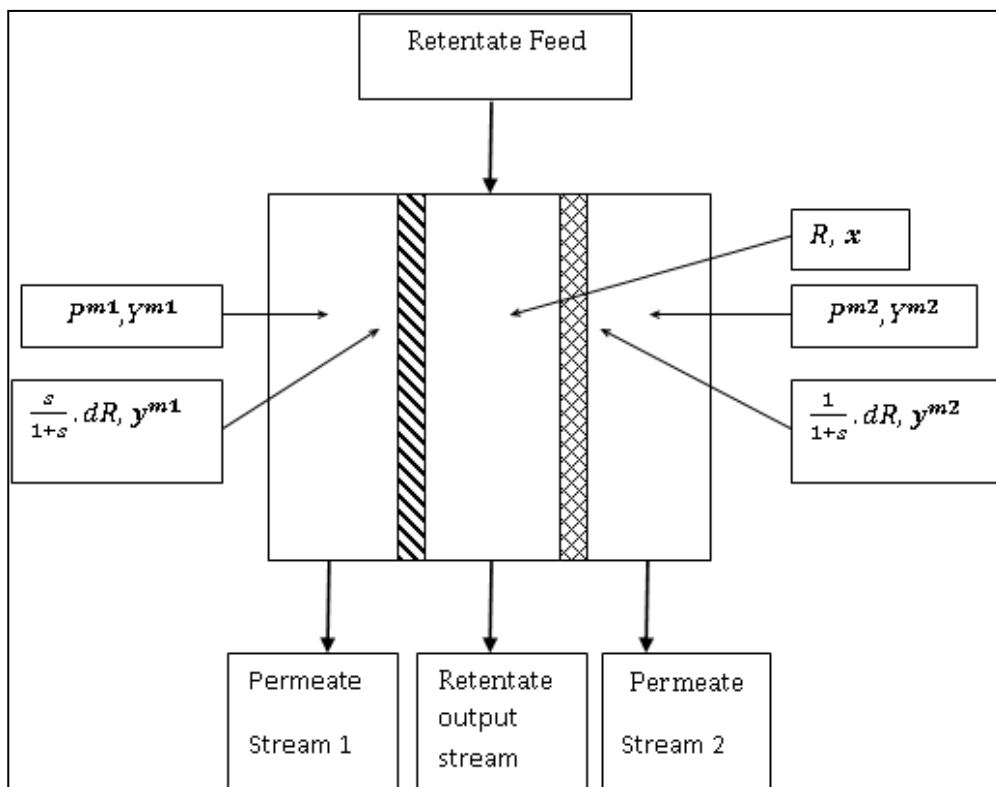 Retentate Feed
R, x
P^m1, Y^m1
P^m2, Y^m2
s/1+s . dR, y^m1
1/1+s . dR, y^m2
Permeate
Stream 1
Retentate
output
stream
Permeate
Stream 2